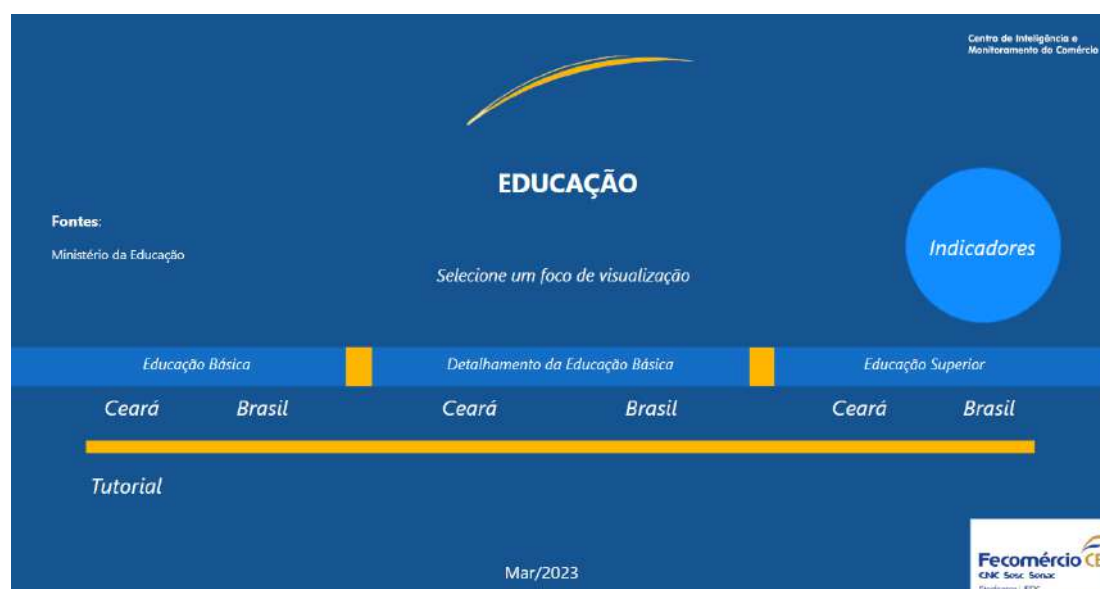 Centro de Inteligência e
Monitoramento do Comércio
EDUCAÇÃO
Fontes:
Ministério da Educação
Indicadores
Selecione um foco de visualização
Educação Básica
Detalhamento da Educação Básica
Educação Superior
Ceará Brasil
Ceará Brasil
Ceará Brasil
Tutorial
Mar/2023
Fecomércio CE
CNC Sesc Senac